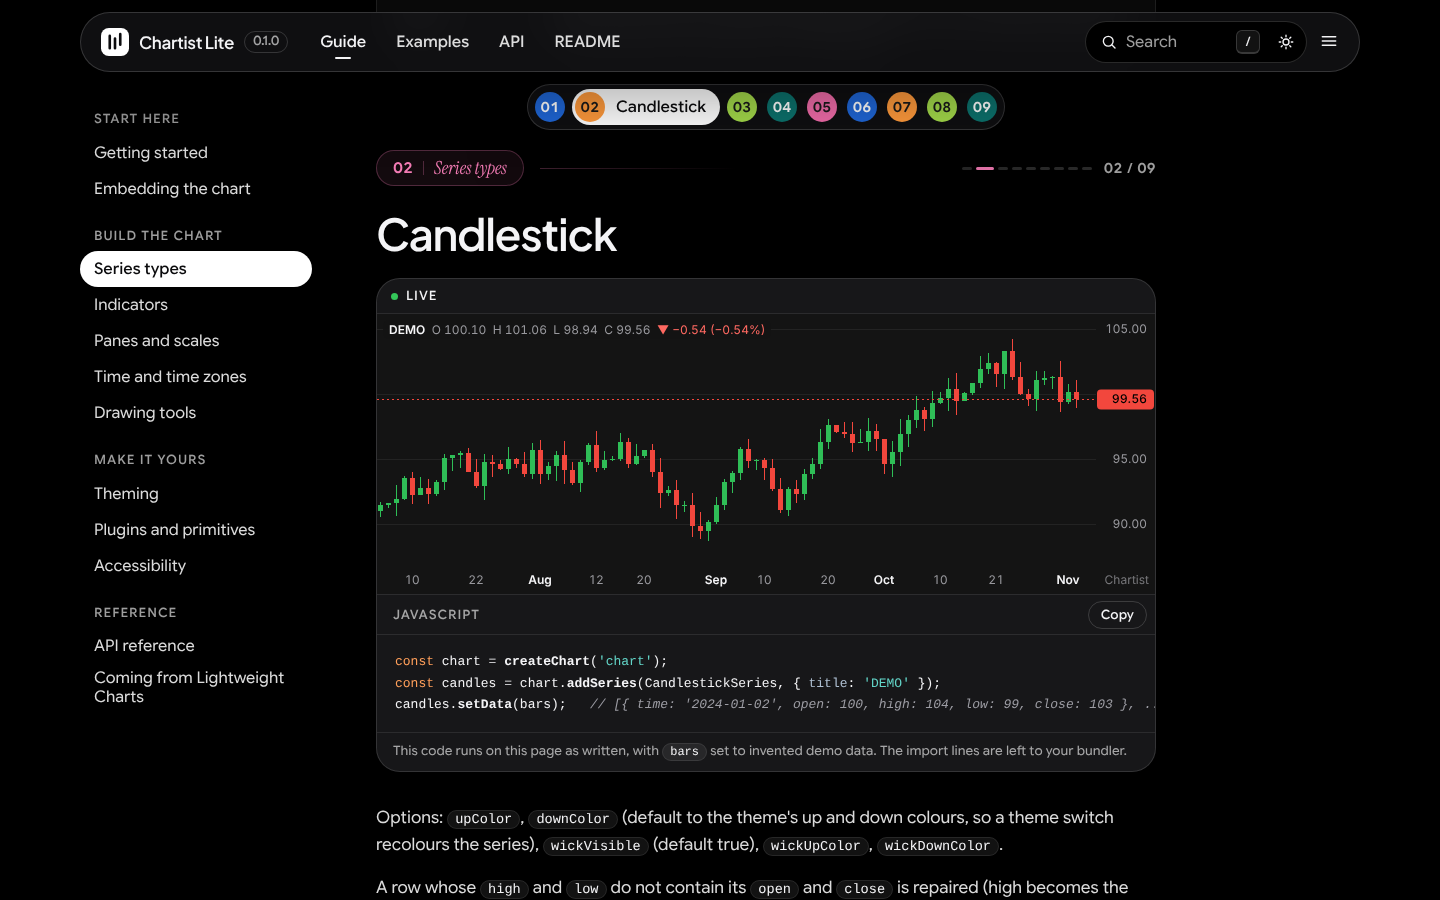 Chartist Lite 0.1.0 Guide Examples API README Search /
01 02 Candlestick 03 04 05 06 07 08 09
START HERE
Getting started
Embedding the chart
BUILD THE CHART
Series types
Indicators
Panes and scales
Time and time zones
Drawing tools
MAKE IT YOURS
Theming
Plugins and primitives
Accessibility
REFERENCE
API reference
Coming from Lightweight
Charts
02 Series types 02 / 09
Candlestick
LIVE
DEMO O 100.10 H 101.06 L 98.94 C 99.56 ▼ −0.54 (−0.54%)
105.00
99.56
95.00
90.00
10 22 Aug 12 20 Sep 10 20 Oct 10 21 Nov Chartist
JAVASCRIPT Copy
const chart = createChart('chart');
const candles = chart.addSeries(CandlestickSeries, { title: 'DEMO' });
candles.setData(bars);   // [{ time: '2024-01-02', open: 100, high: 104, low: 99, close: 103 }, ..
This code runs on this page as written, with bars set to invented demo data. The import lines are left to your bundler.
Options: upColor, downColor (default to the theme's up and down colours, so a theme switch
recolours the series), wickVisible (default true), wickUpColor, wickDownColor.
A row whose high and low do not contain its open and close is repaired (high becomes the